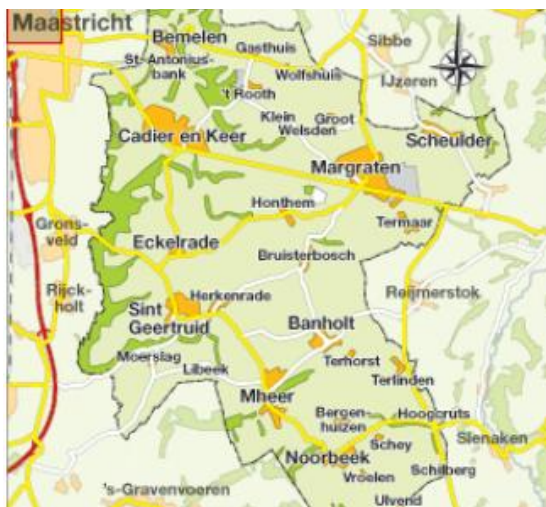 Maastricht
Bemelen
Gasthuis
Sibbe
St-Antonius-
bank
Wolfshuis
IJzeren
't Rooth
Klein
Welsden
Groot
Cadier en Keer
Scheulder
Margraten
Honthem
Termaar
Grons-
veld
Eckelrade
Bruisterbosch
Rijck-
holt
Reijmerstok
Sint
Geertruid
Herkenrade
Banholt
Moerslag
Libeek
Terhorst
Terlinden
Mheer
Bergen-
huizen
Hoogcruts
Schey
Slenaken
Noorbeek
Vroelen
Schilberg
's-Gravenvoeren
Ulvend